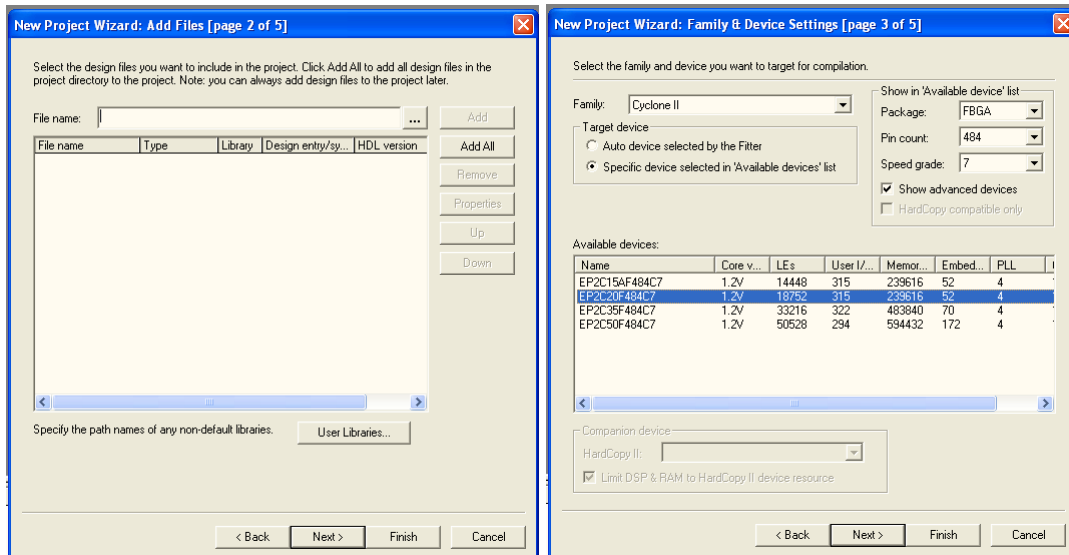 New Project Wizard: Add Files [page 2 of 5]
Select the design files you want to include in the project. Click Add All to add all design files in the
project directory to the project. Note: you can always add design files to the project later.
File name:
...
Add
File name Type Library Design entry/sy... HDL version
Add All
Remove
Properties
Up
Down
Specify the path names of any non-default libraries.
User Libraries...
< Back Next > Finish Cancel
New Project Wizard: Family & Device Settings [page 3 of 5]
Select the family and device you want to target for compilation.
Family: Cyclone II
Target device
Auto device selected by the Fitter
Specific device selected in 'Available devices' list
Show in 'Available device' list
Package: FBGA
Pin count: 484
Speed grade: 7
Show advanced devices
HardCopy compatible only
Available devices:
Name Core v... LEs User I/... Memor... Embed... PLL
EP2C15AF484C7 1.2V 14448 315 239616 52 4
EP2C20F484C7 1.2V 18752 315 239616 52 4
EP2C35F484C7 1.2V 33216 322 483840 70 4
EP2C50F484C7 1.2V 50528 294 594432 172 4
Companion device
HardCopy II:
Limit DSP & RAM to HardCopy II device resource
< Back Next > Finish Cancel